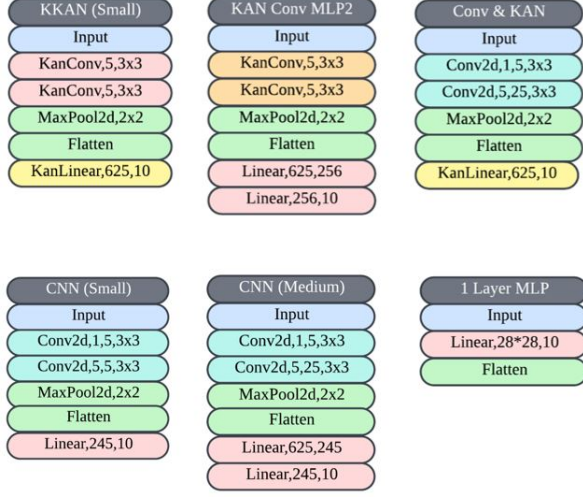 KKAN (Small)
Input
KanConv,5,3x3
KanConv,5,3x3
MaxPool2d,2x2
Flatten
KanLinear,625,10
KAN Conv MLP2
Input
KanConv,5,3x3
KanConv,5,3x3
MaxPool2d,2x2
Flatten
Linear,625,256
Linear,256,10
Conv & KAN
Input
Conv2d,1,5,3x3
Conv2d,5,25,3x3
MaxPool2d,2x2
Flatten
KanLinear,625,10
CNN (Small)
Input
Conv2d,1,5,3x3
Conv2d,5,5,3x3
MaxPool2d,2x2
Flatten
Linear,245,10
CNN (Medium)
Input
Conv2d,1,5,3x3
Conv2d,5,25,3x3
MaxPool2d,2x2
Flatten
Linear,625,245
Linear,245,10
1 Layer MLP
Input
Linear,28*28,10
Flatten